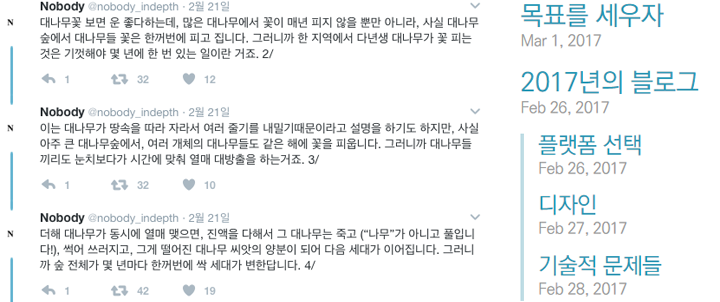 Nobody @nobody_indepth · 2월 21일
대나무꽃 보면 운 좋다하는데, 많은 대나무에서 꽃이 매년 피지 않을 뿐만 아니라, 사실 대나무
숲에서 대나무들 꽃은 한꺼번에 피고 집니다. 그러니까 한 지역에서 다년생 대나무가 꽃 피는
것은 기껏해야 몇 년에 한 번 있는 일이란 거죠. 2/
1 32 12
Nobody @nobody_indepth · 2월 21일
이는 대나무가 땅속을 따라 자라서 여러 줄기를 내밀기때문이라고 설명을 하기도 하지만, 사실
아주 큰 대나무숲에서, 여러 개체의 대나무들도 같은 해에 꽃을 피웁니다. 그러니까 대나무들
끼리도 눈치보다가 시간에 맞춰 열매 대방출을 하는거죠. 3/
1 32 10
Nobody @nobody_indepth · 2월 21일
더해 대나무가 동시에 열매 맺으면, 진액을 다해서 그 대나무는 죽고 (“나무”가 아니고 풀입니
다!), 썩어 쓰러지고, 그게 떨어진 대나무 씨앗의 양분이 되어 다음 세대가 이어집니다. 그러니
까 숲 전체가 몇 년마다 한꺼번에 싹 세대가 변한답니다. 4/
1 42 19
N
N
N
목표를 세우자
Mar 1, 2017
2017년의 블로그
Feb 26, 2017
플랫폼 선택
Feb 26, 2017
디자인
Feb 27, 2017
기술적 문제들
Feb 28, 2017